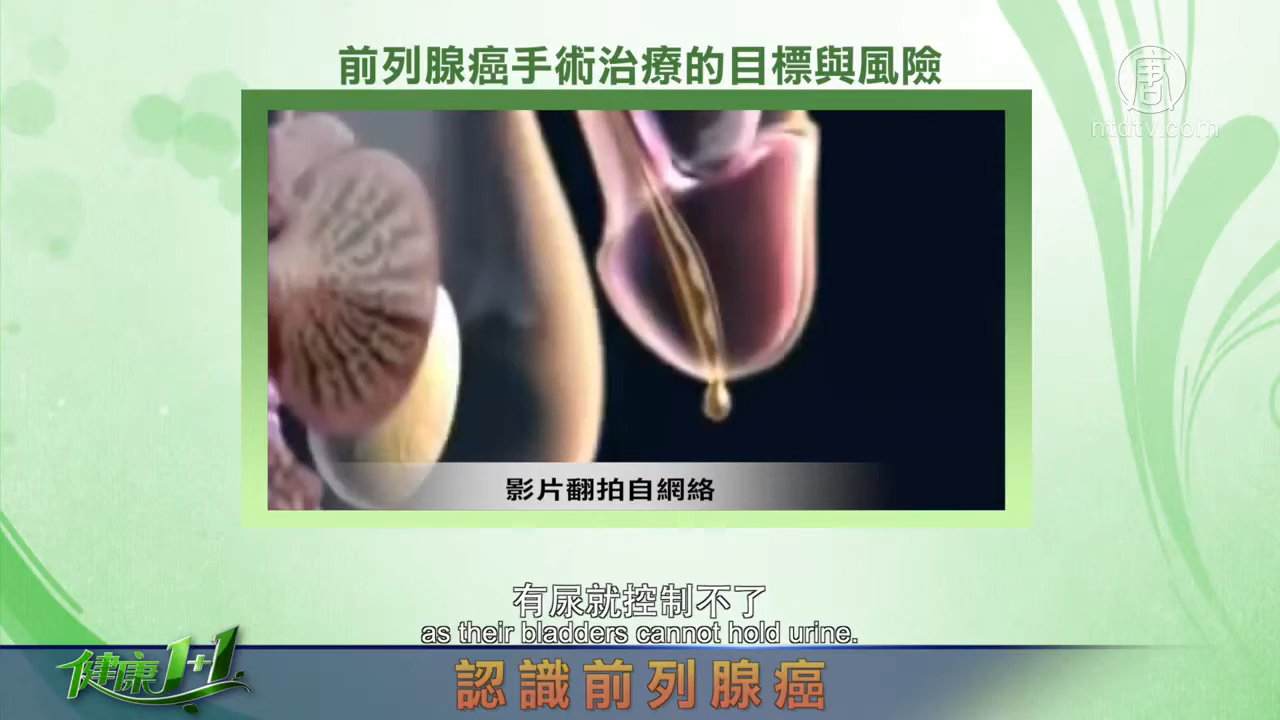 前列腺癌手術治療的目標與風險
唐
ntdtv.com
影片翻拍自網絡
有尿就控制不了
as their bladders cannot hold urine.
健康1+1
認識前列腺癌